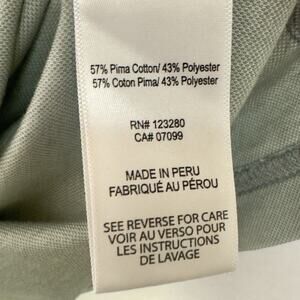 57% Pima Cotton/ 43% Polyester
57% Coton Pima/ 43% Polyester
RN# 123280
CA# 07099
MADE IN PERU
FABRIQUÉ AU PÉROU
SEE REVERSE FOR CARE
VOIR AU VERSO POUR
LES INSTRUCTIONS
DE LAVAGE